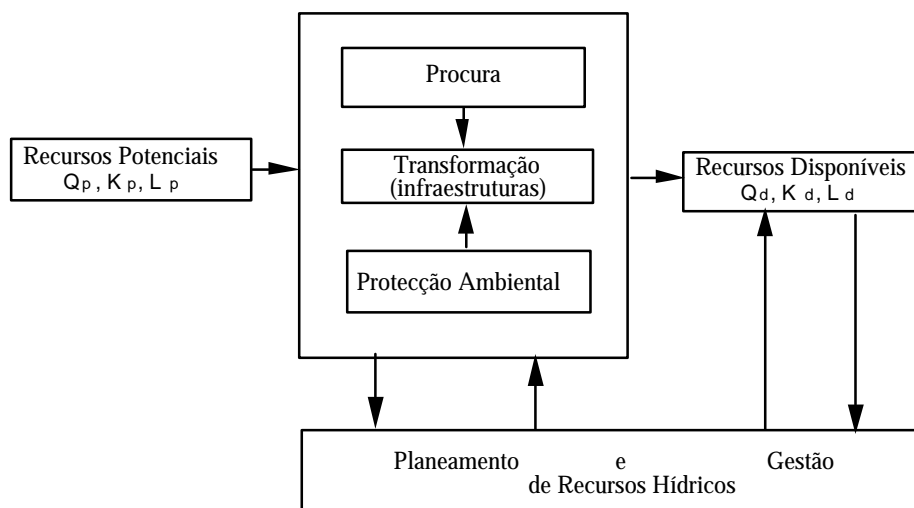 Procura
Recursos Potenciais
Qp, Kp, Lp
Transformação
(infraestruturas)
Recursos Disponíveis
Qd, Kd, Ld
Protecção Ambiental
Planeamento e Gestão
de Recursos Hídricos